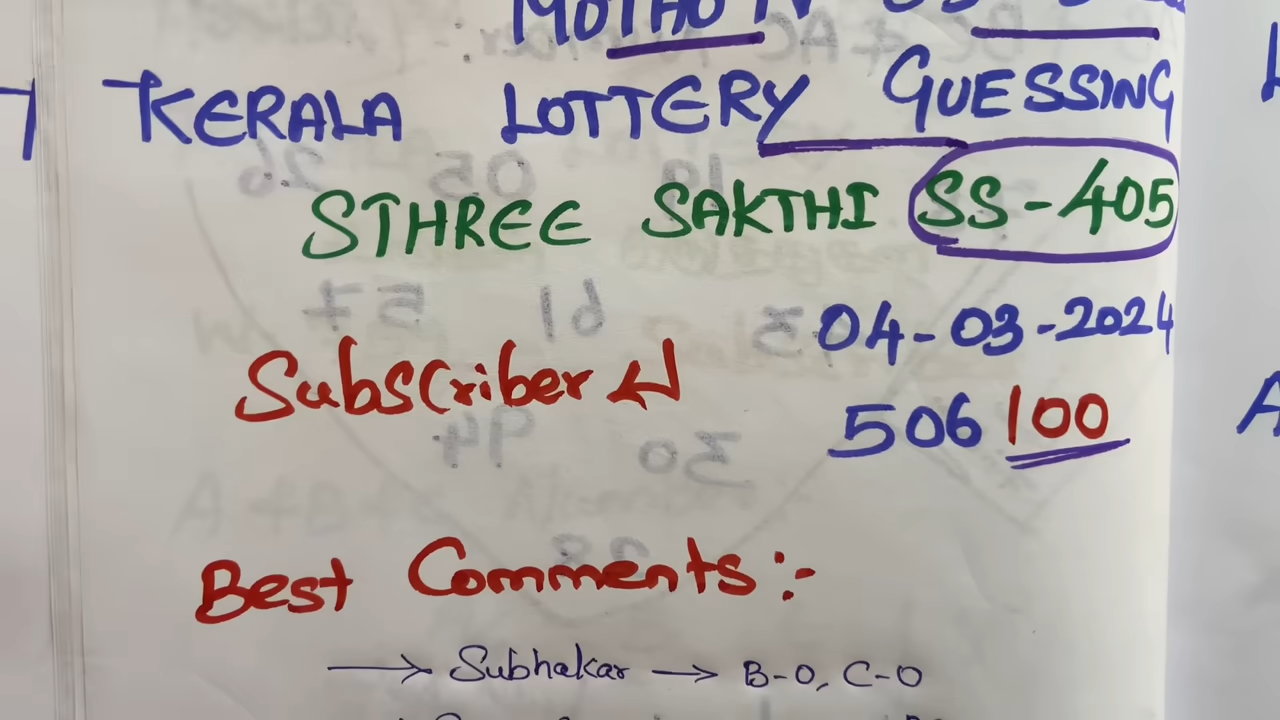 KERALA LOTTERY GUESSING
STHREE SAKTHI SS-405
04-03-2024
Subscriber
506100
Best Comments:-
→ Subhakar → B-0, C-0